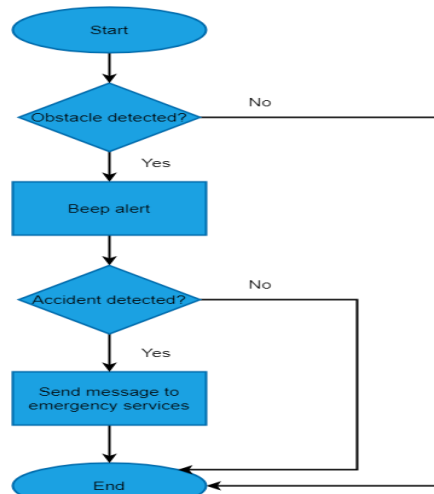 Start
Obstacle detected?
No
Yes
Beep alert
Accident detected?
No
Yes
Send message to
emergency services
End